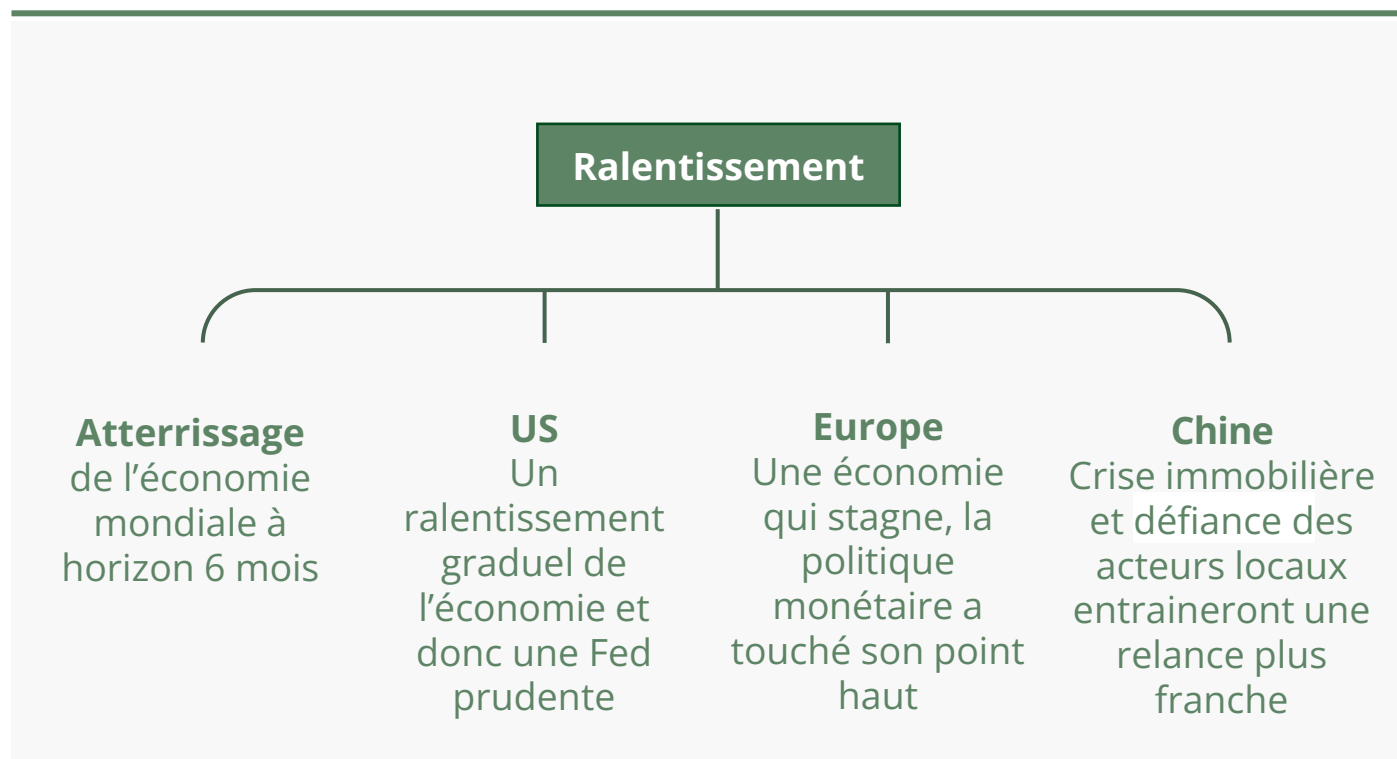 Ralentissement
Atterrissage
de l’économie
mondiale à
horizon 6 mois
US
Un
ralentissement
graduel de
l’économie et
donc une Fed
prudente
Europe
Une économie
qui stagne, la
politique
monétaire a
touché son point
haut
Chine
Crise immobilière
et défiance des
acteurs locaux
entraineront une
relance plus
franche